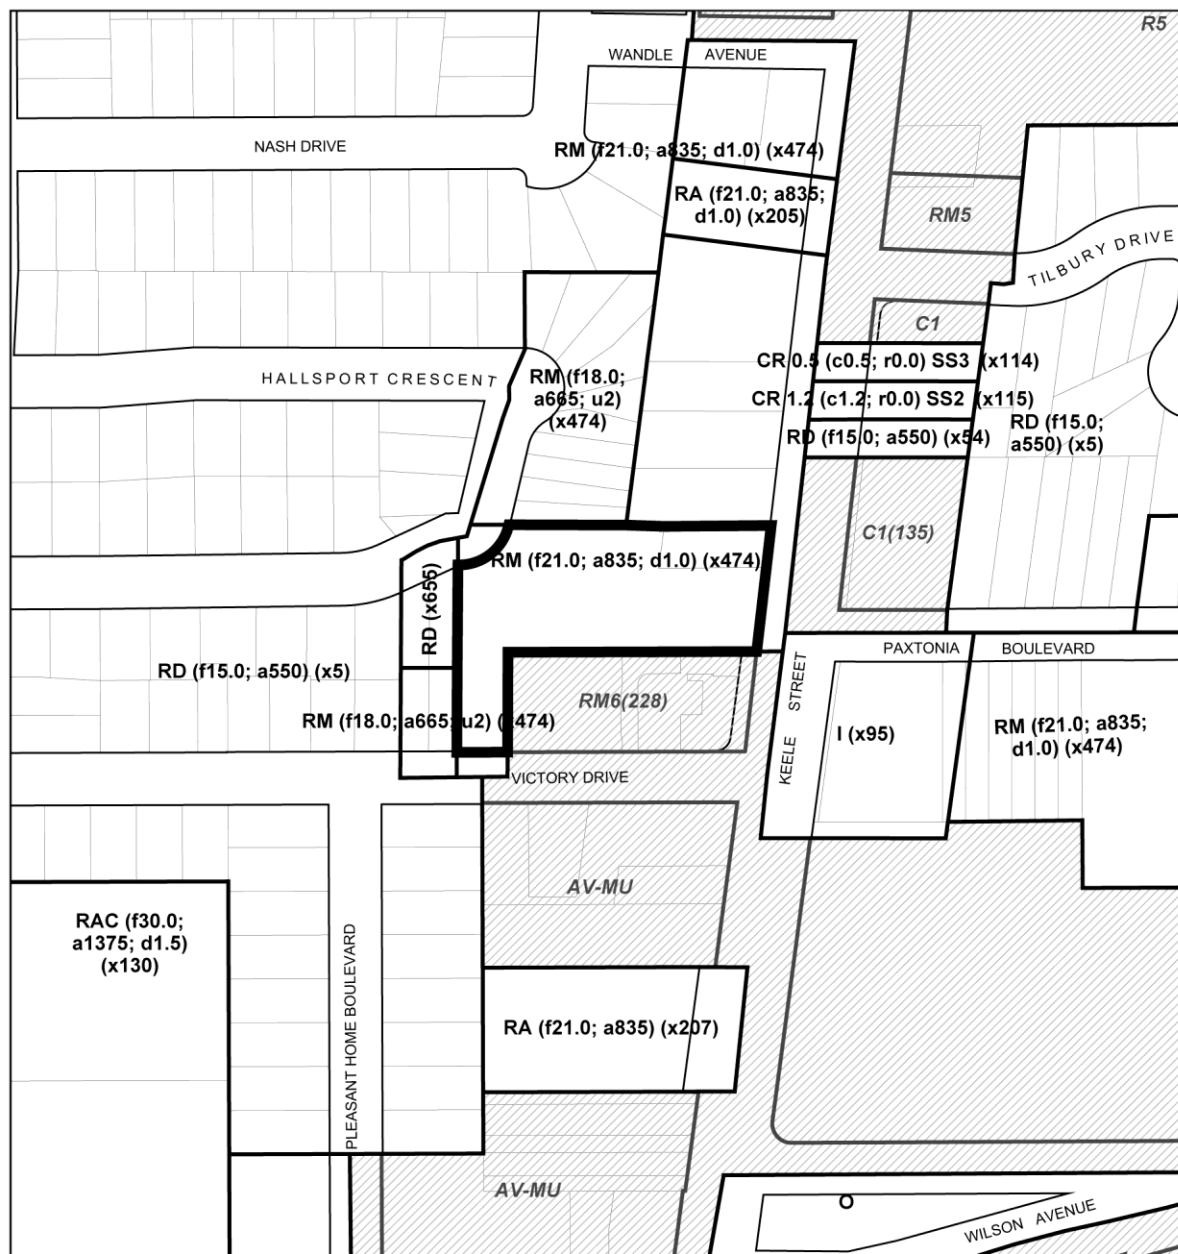 R5
WANDLE AVENUE
NASH DRIVE
RM (f21.0; a835; d1.0) (x474)
RA (f21.0; a835;
d1.0) (x205)
RM5
TILBURY DRIVE
C1
CR 0.5 (c0.5; r0.0) SS3 (x114)
HALLSPORT CRESCENT
RM (f18.0;
a665; u2)
(x474)
CR 1.2 (c1.2; r0.0) SS2 (x115)
RD (f15.0; a550) (x54)
RD (f15.0;
a550) (x5)
C1(135)
RM (f21.0; a835; d1.0) (x474)
RD (x655)
RD (f15.0; a550) (x5)
RM (f18.0; a665; u2) (x474)
RM6(228)
KEELE STREET
PAXTONIA BOULEVARD
I (x95)
RM (f21.0; a835;
d1.0) (x474)
VICTORY DRIVE
AV-MU
RAC (f30.0;
a1375; d1.5)
(x130)
PLEASANT HOME BOULEVARD
RA (f21.0; a835) (x207)
AV-MU
O
WILSON AVENUE